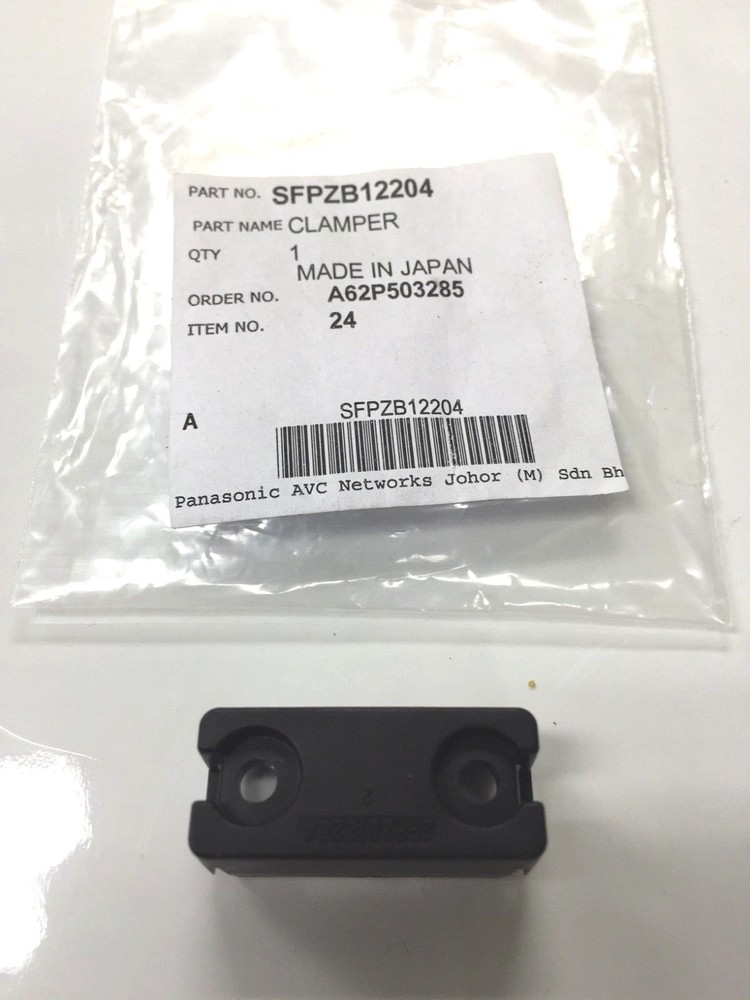 PART NO. SFPZB12204
PART NAME CLAMPER
QTY 1
MADE IN JAPAN
ORDER NO. A62P503285
ITEM NO. 24
SFPZB12204
A
Panasonic AVC Networks Johor (M) Sdn Bh